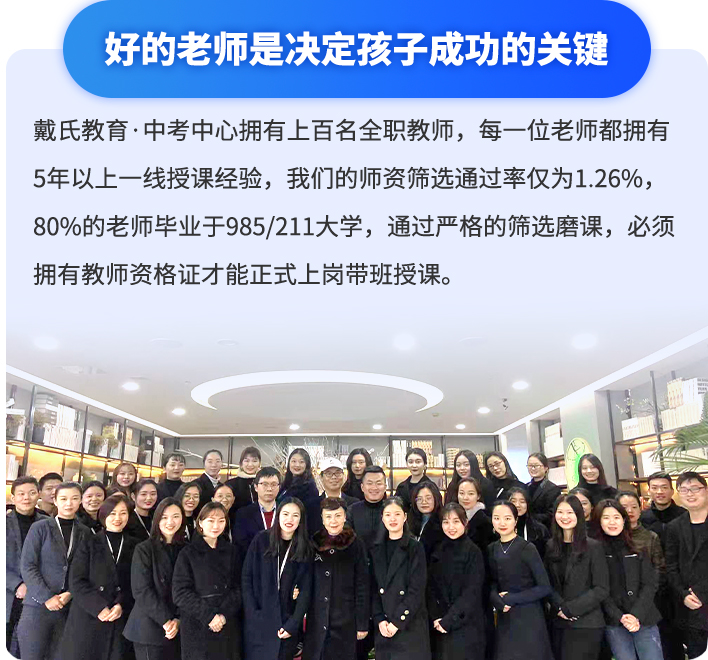 好的老师是决定孩子成功的关键
戴氏教育·中考中心拥有上百名全职教师，每一位老师都拥有
5年以上一线授课经验，我们的师资筛选通过率仅为1.26%，
80%的老师毕业于985/211大学，通过严格的筛选磨课，必须
拥有教师资格证才能正式上岗带班授课。